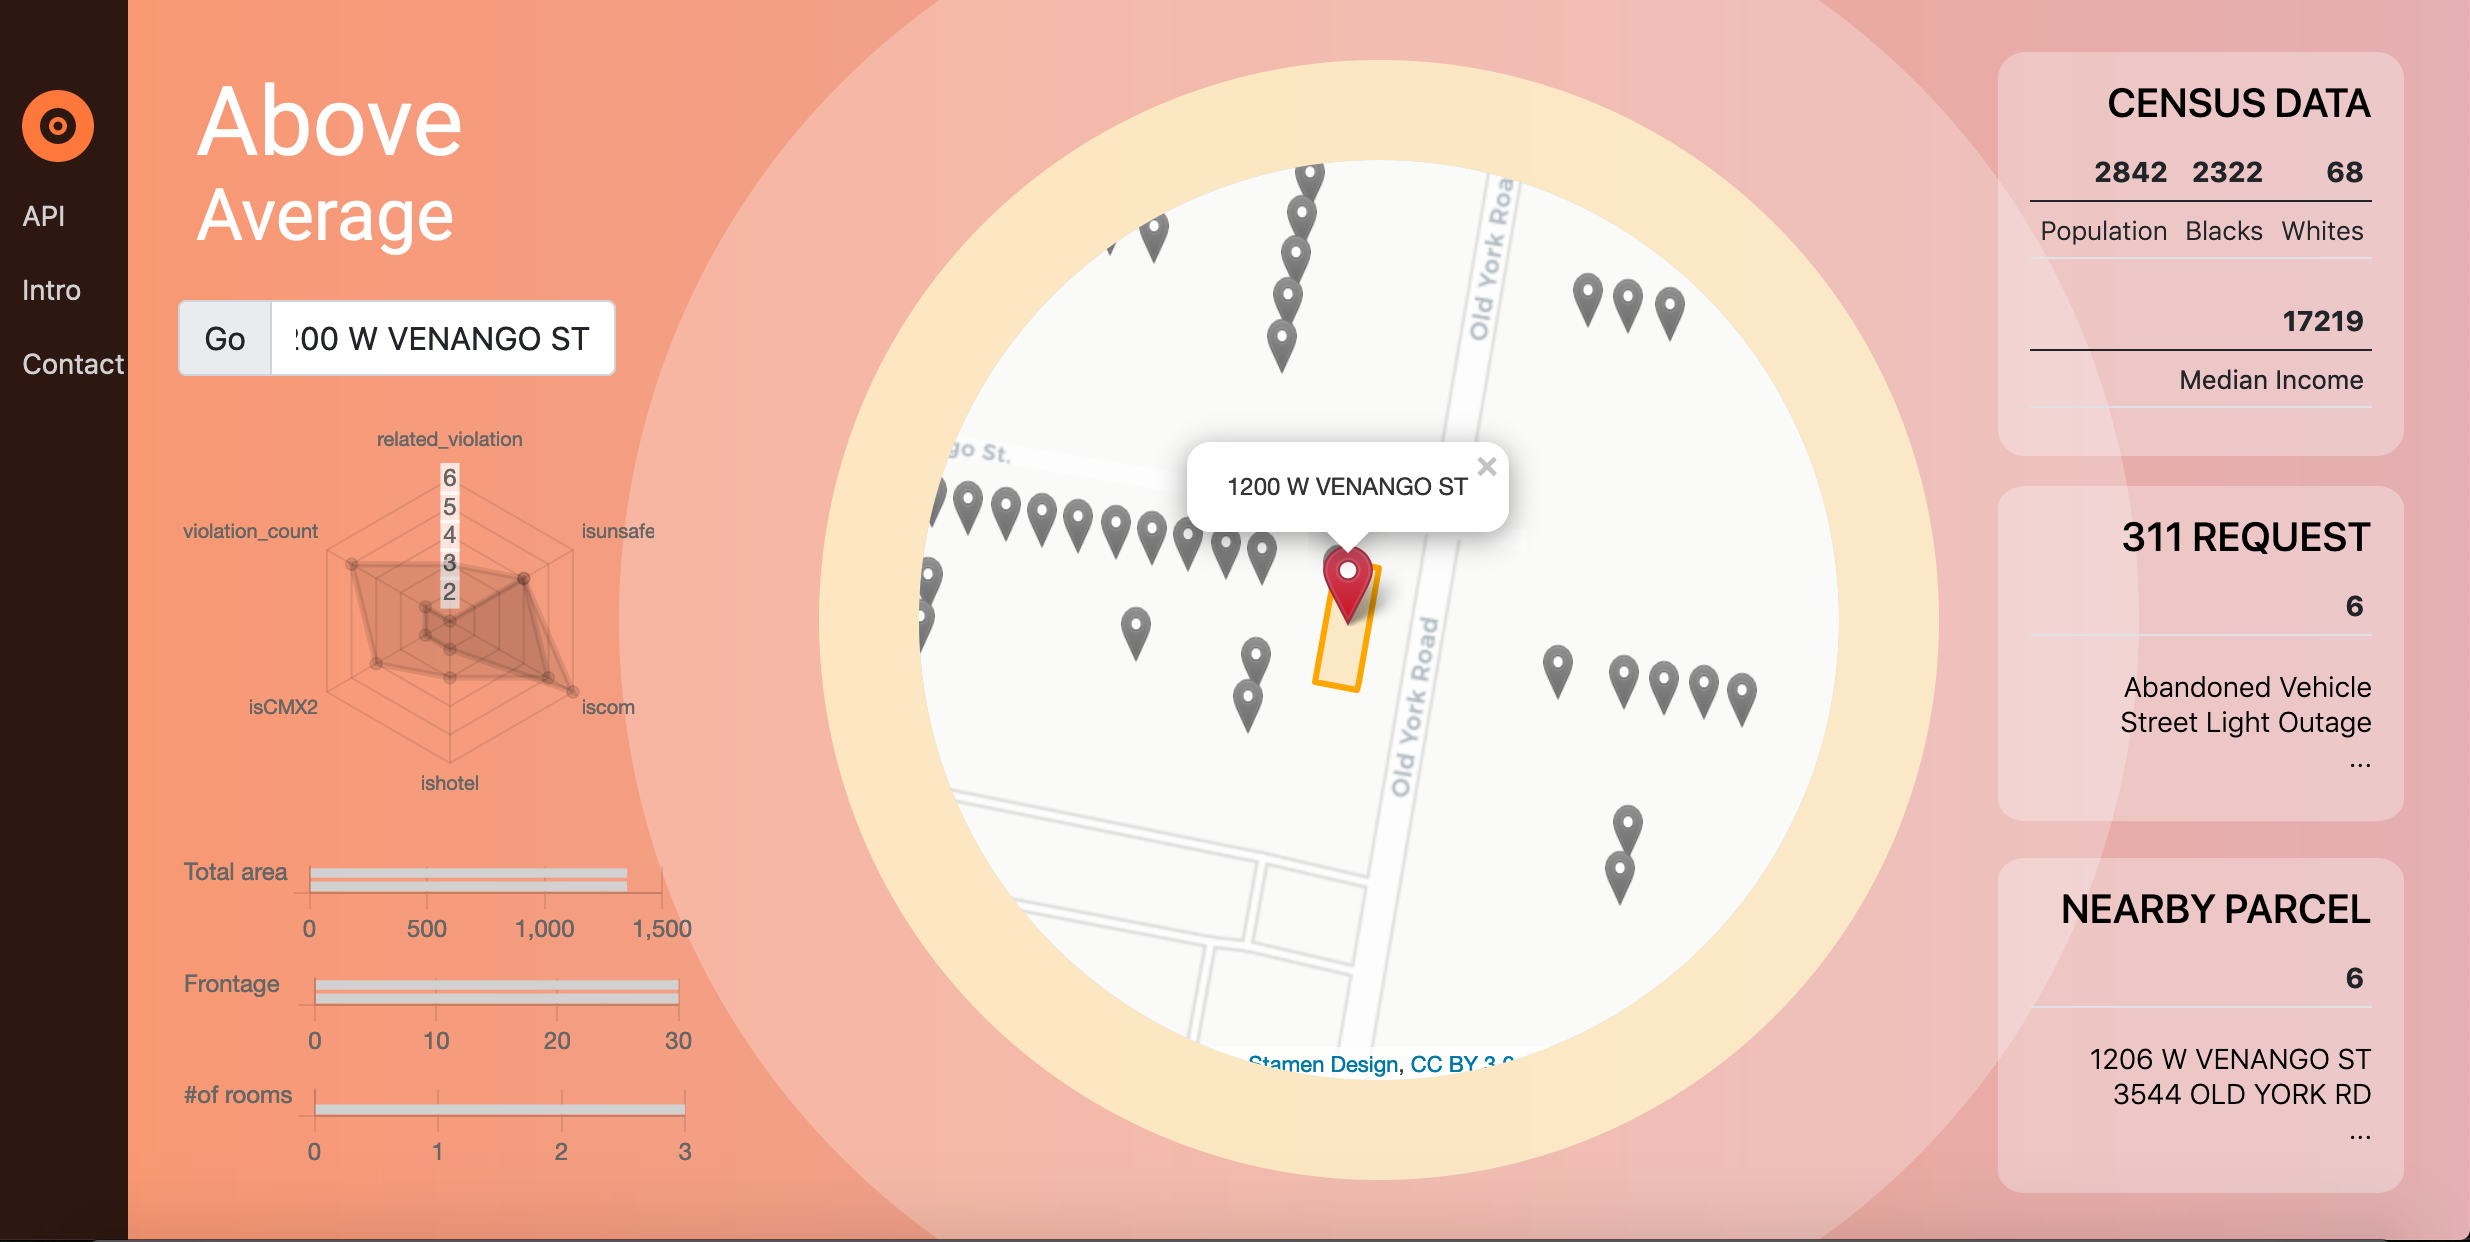 API
Intro
Contact
Above
Average
Go
00 W VENANGO ST
related_violation
6
5
4
3
2
violation_count
isunsafe
isCMX2
iscom
ishotel
Total area
0 500 1,000 1,500
Frontage
0 10 20 30
#of rooms
0 1 2 3
Old York Roa
go St.
1200 W VENANGO ST
×
Old York Road
Stamen Design, CC BY 3.0
CENSUS DATA
2842 2322 68
Population Blacks Whites
17219
Median Income
311 REQUEST
6
Abandoned Vehicle
Street Light Outage
...
NEARBY PARCEL
6
1206 W VENANGO ST
3544 OLD YORK RD
...